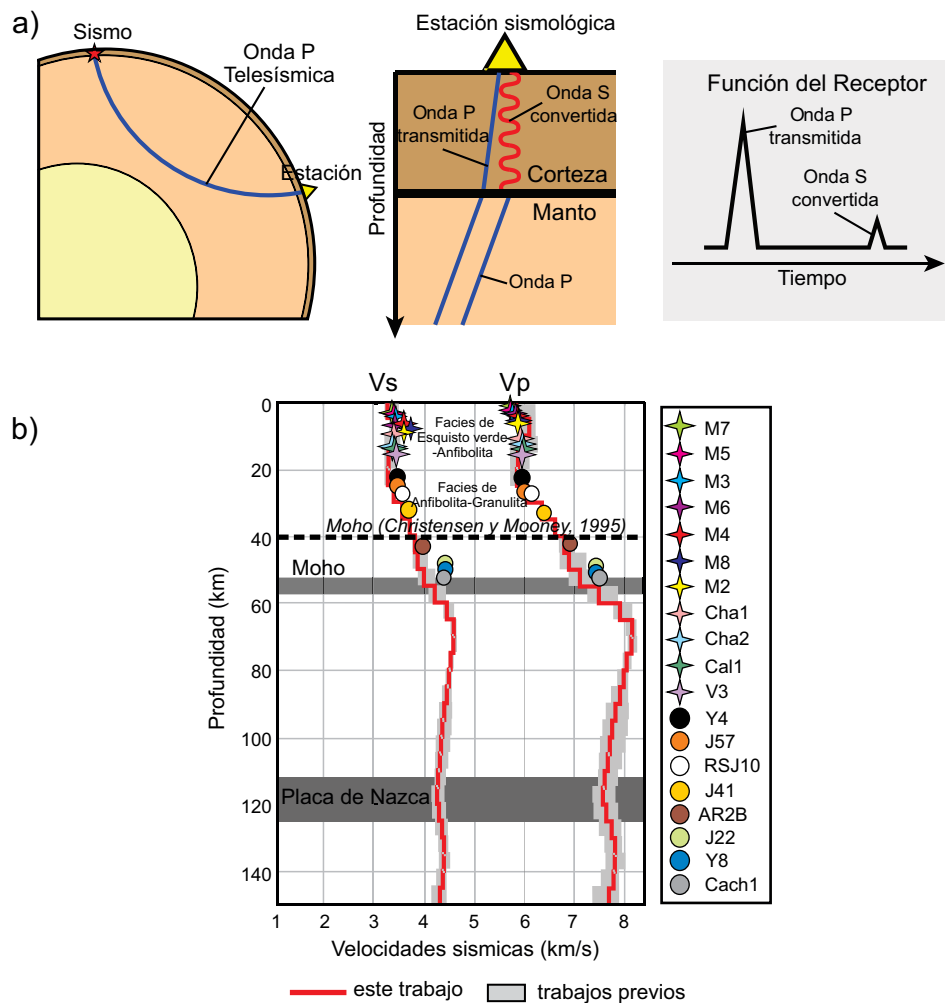 a)
Sismo
Onda P
Telesísmica
Estación
Estación sismológica
Profundidad
Onda P
transmitida
Onda S
convertida
Corteza
Manto
Onda P
Función del Receptor
Onda P
transmitida
Onda S
convertida
Tiempo
b)
Vs
Vp
0
20
40
60
80
100
120
140
Profundidad (km)
Facies de
Esquisto verde
-Anfibolita
Facies de
Anfibolita-Granulita
Moho (Christensen y Mooney, 1995)
Moho
Placa de Nazca
1 2 3 4 5 6 7 8
Velocidades sismicas (km/s)
este trabajo
trabajos previos
M7
M5
M3
M6
M4
M8
M2
Cha1
Cha2
Cal1
V3
Y4
J57
RSJ10
J41
AR2B
J22
Y8
Cach1